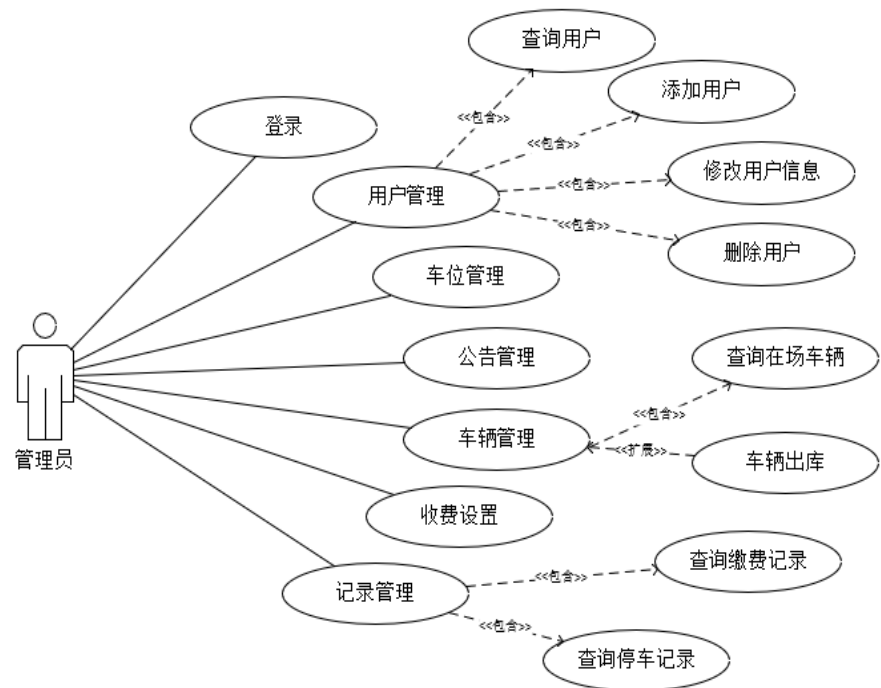 查询用户
添加用户
登录
<<包含>>
<<包含>>
修改用户信息
用户管理
<<包含>>
<<包含>>
删除用户
车位管理
公告管理
查询在场车辆
<<包含>>
车辆管理
<<扩展>>
车辆出库
管理员
收费设置
查询缴费记录
<<包含>>
记录管理
<<包含>>
查询停车记录